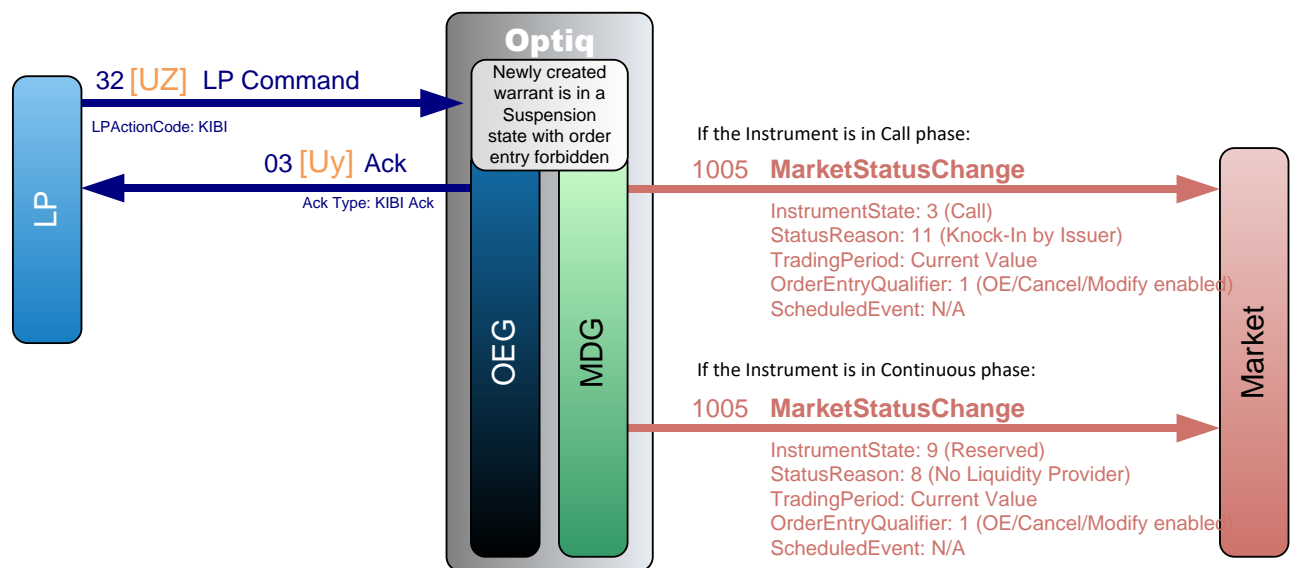 Optiq
32 [UZ] LP Command
LPActionCode: KIBI
03 [Uy] Ack
Ack Type: KIBI Ack
LP
Newly created
warrant is in a
Suspension
state with order
entry forbidden
OEG
MDG
If the Instrument is in Call phase:
1005 MarketStatusChange
InstrumentState: 3 (Call)
StatusReason: 11 (Knock-In by Issuer)
TradingPeriod: Current Value
OrderEntryQualifier: 1 (OE/Cancel/Modify enabled)
ScheduledEvent: N/A
If the Instrument is in Continuous phase:
1005 MarketStatusChange
InstrumentState: 9 (Reserved)
StatusReason: 8 (No Liquidity Provider)
TradingPeriod: Current Value
OrderEntryQualifier: 1 (OE/Cancel/Modify enabled)
ScheduledEvent: N/A
Market